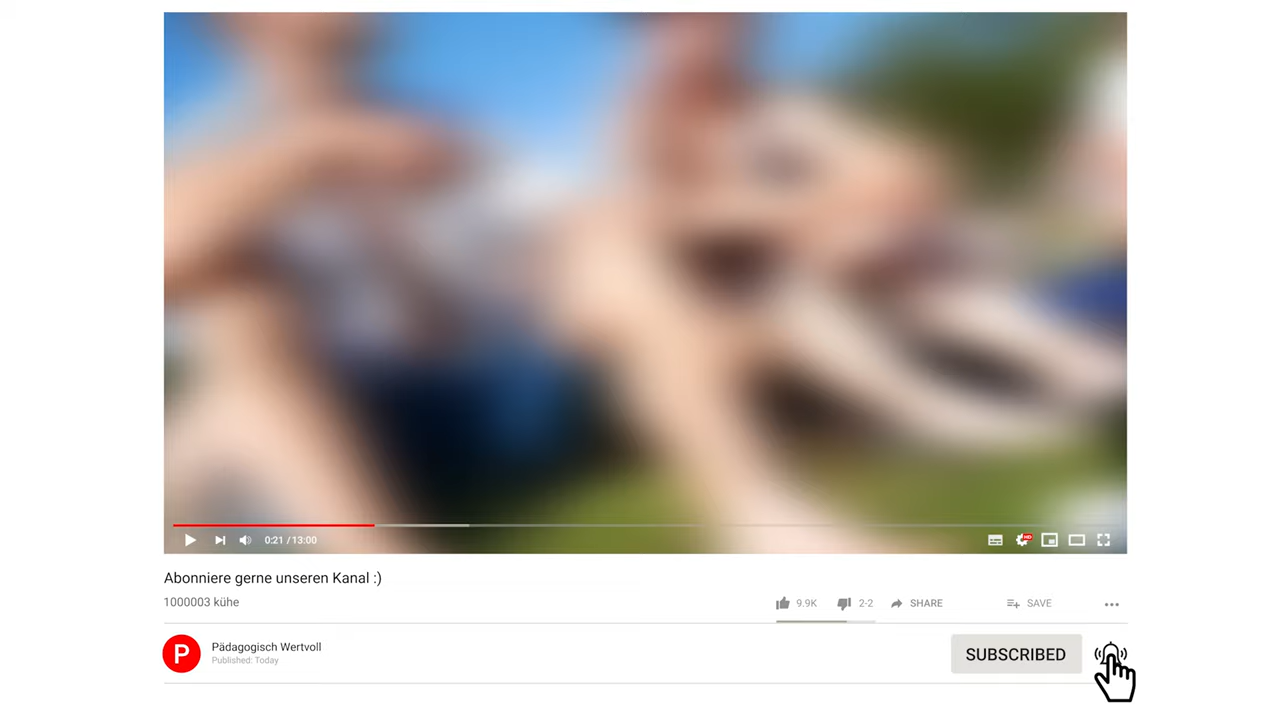 0:21 / 13:00
HD
Abonniere gerne unseren Kanal :)
1000003 kühe
9.9K
2-2
SHARE
SAVE
P
Pädagogisch Wertvoll
Published: Today
SUBSCRIBED